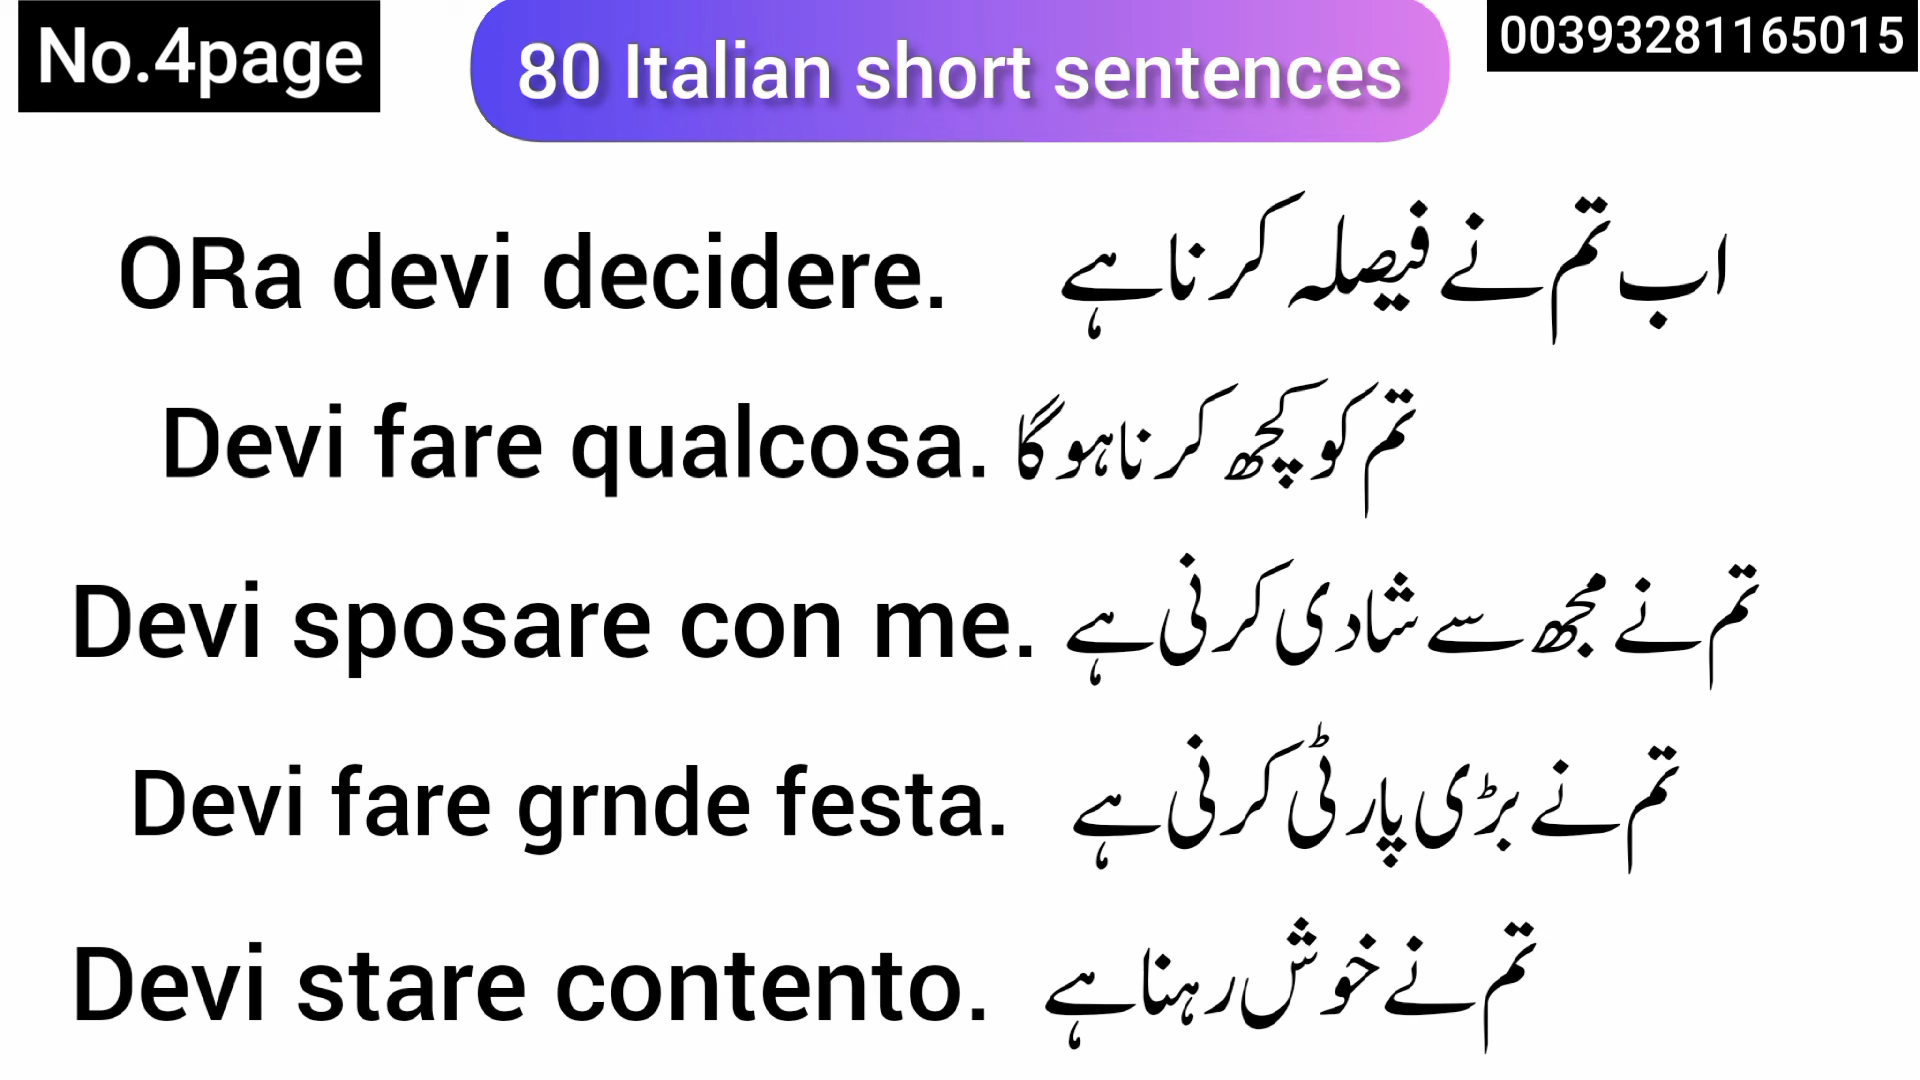 No.4page
80 Italian short sentences
00393281165015
ORa devi decidere. اب تم نے فیصلہ کرنا ہے
Devi fare qualcosa. تم کو کچھ کرنا ہو گا
Devi sposare con me. تم نے مجھ سے شادی کرنی ہے
Devi fare grnde festa. تم نے بڑی پارٹی کرنی ہے
Devi stare contento. تم نے خوش رہنا ہے